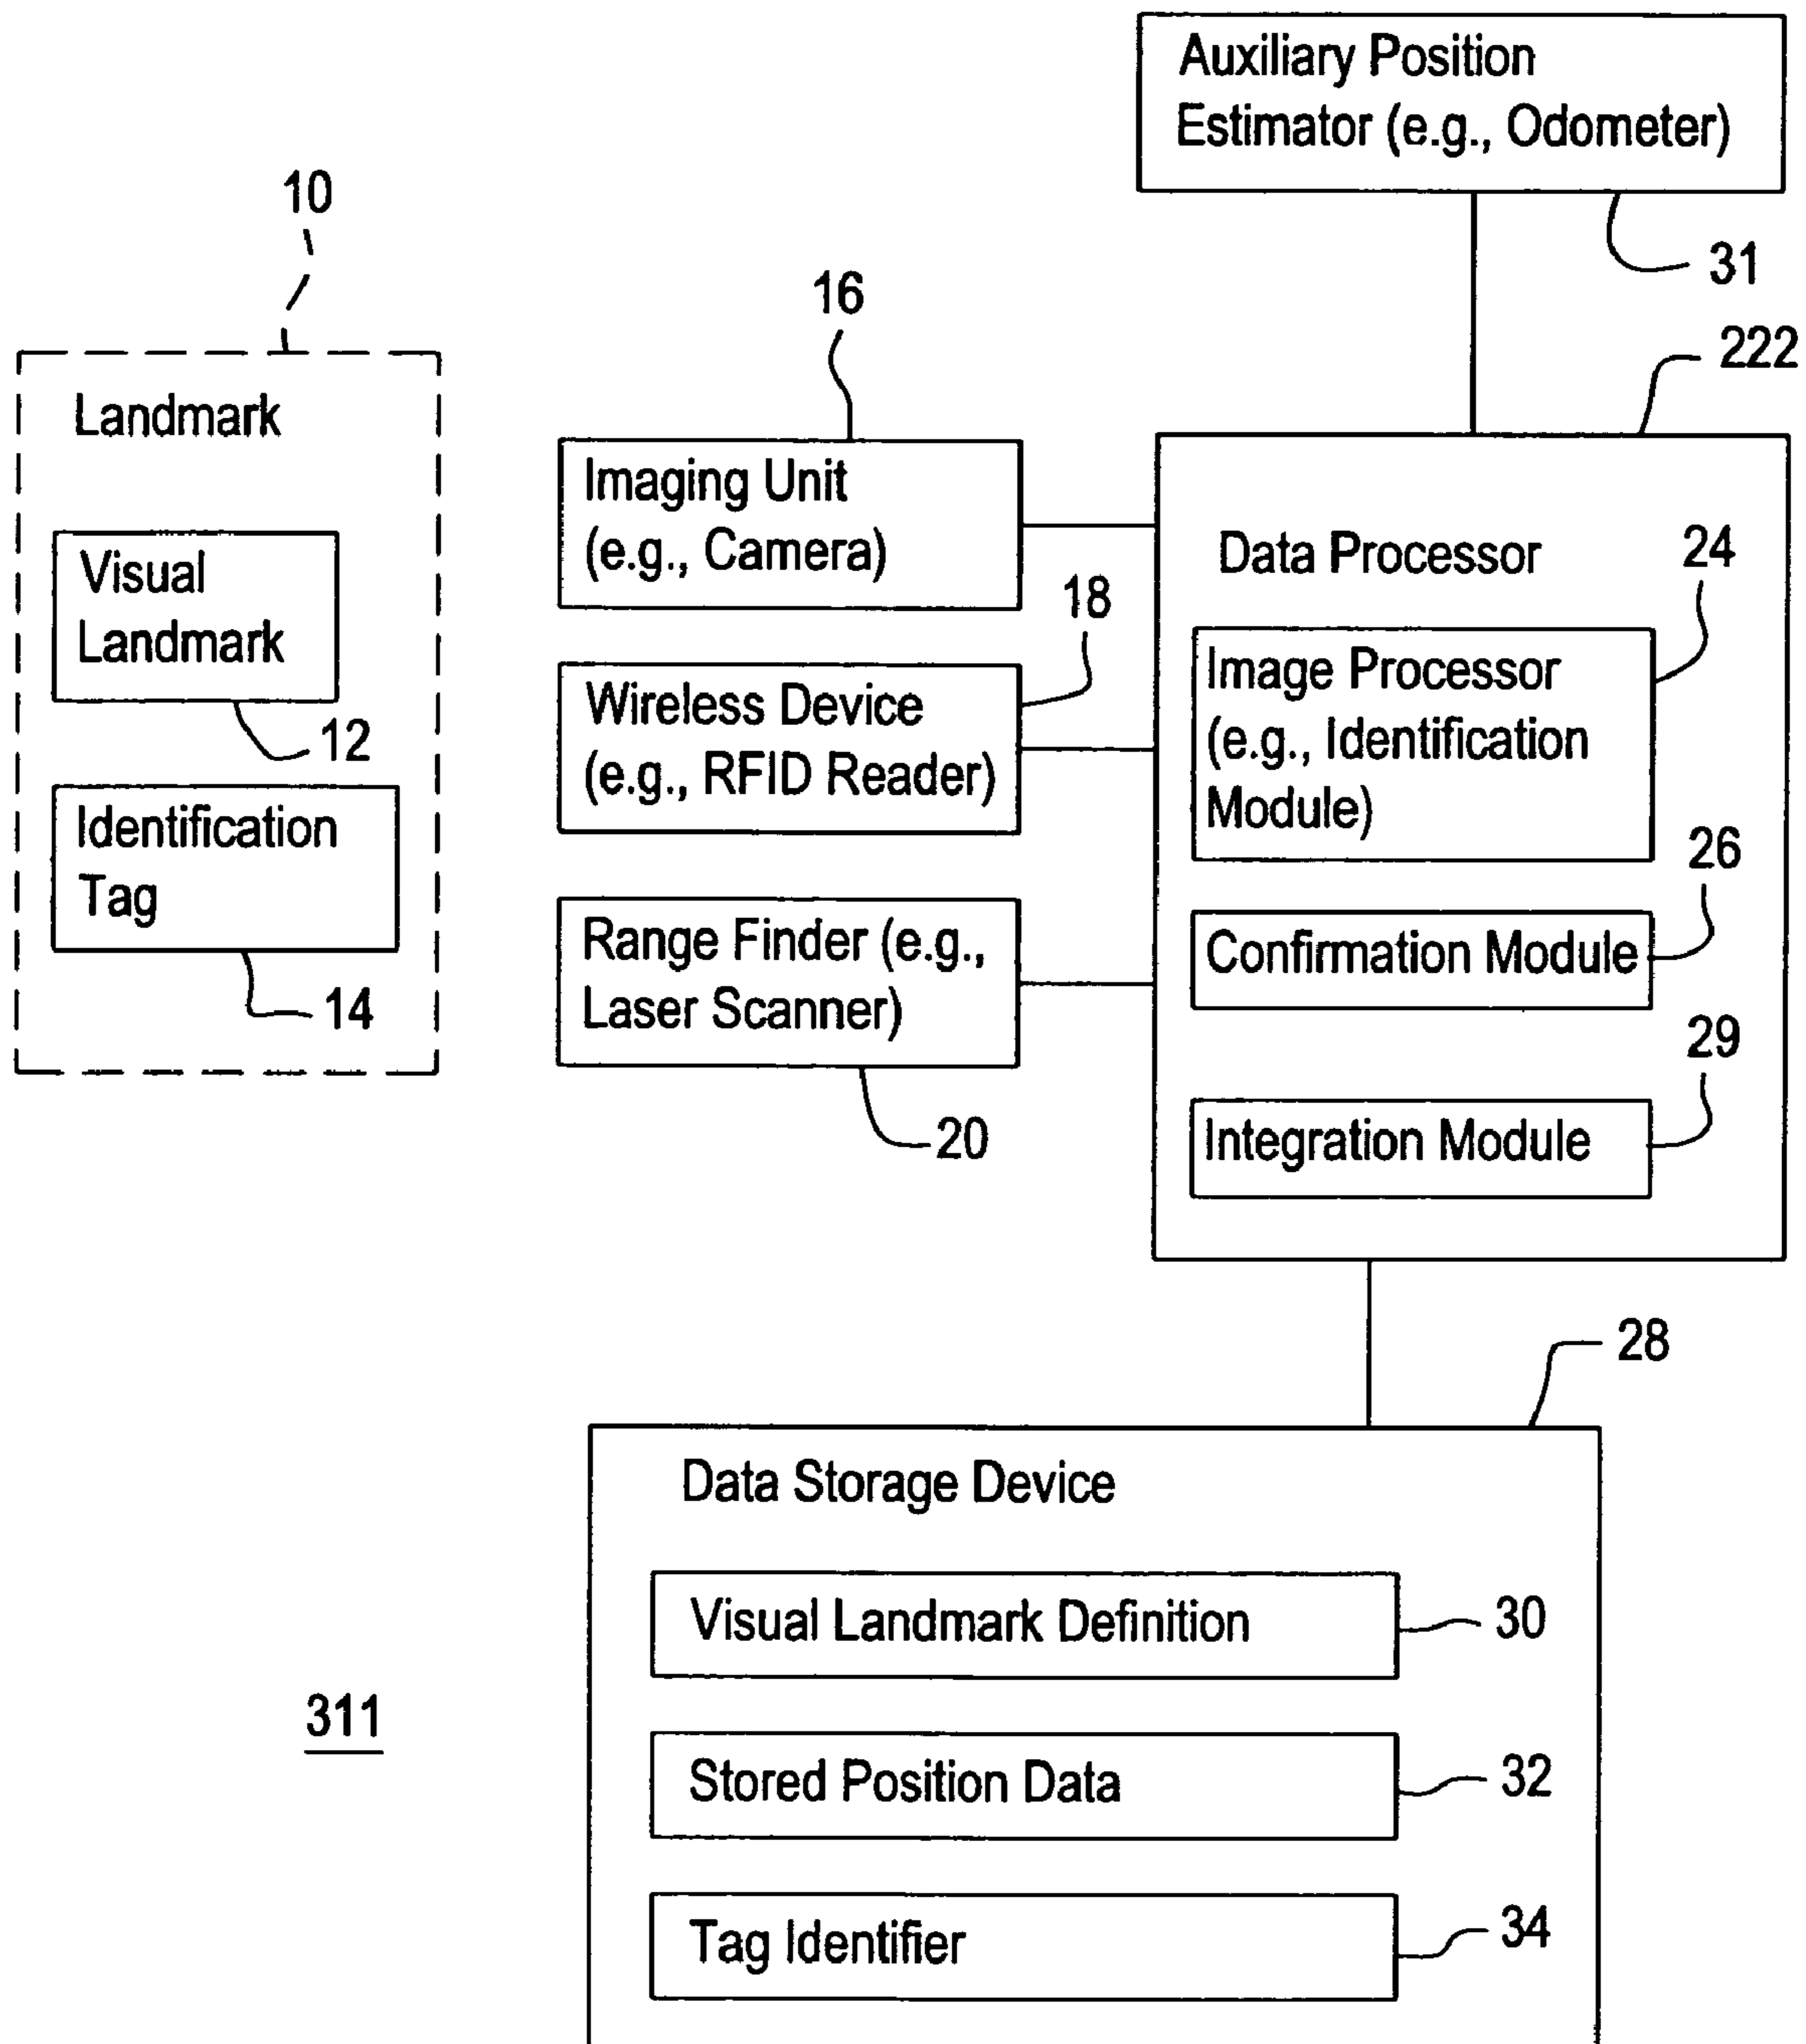 Auxiliary Position
Estimator (e.g., Odometer)
31
10
Landmark
Visual
Landmark
12
Identification
Tag
14
16
Imaging Unit
(e.g., Camera)
18
Wireless Device
(e.g., RFID Reader)
Range Finder (e.g.,
Laser Scanner)
20
222
Data Processor
24
Image Processor
(e.g., Identification
Module)
26
Confirmation Module
29
Integration Module
28
Data Storage Device
Visual Landmark Definition
30
Stored Position Data
32
Tag Identifier
34
311